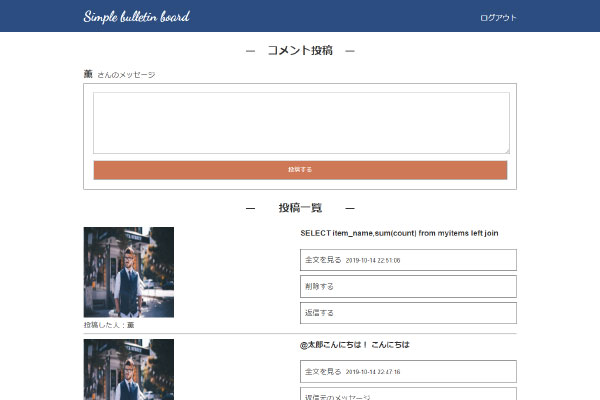 Simple bulletin board
ログアウト
― コメント投稿 ―
薫 さんのメッセージ
投稿する
― 投稿一覧 ―
SELECT item_name,sum(count) from myitems left join
全文を見る 2019-10-14 22:51:08
削除する
返信する
投稿した人：薫
@太郎こんにちは！ こんにちは
全文を見る 2019-10-14 22:47:16
返信元のメッセージ